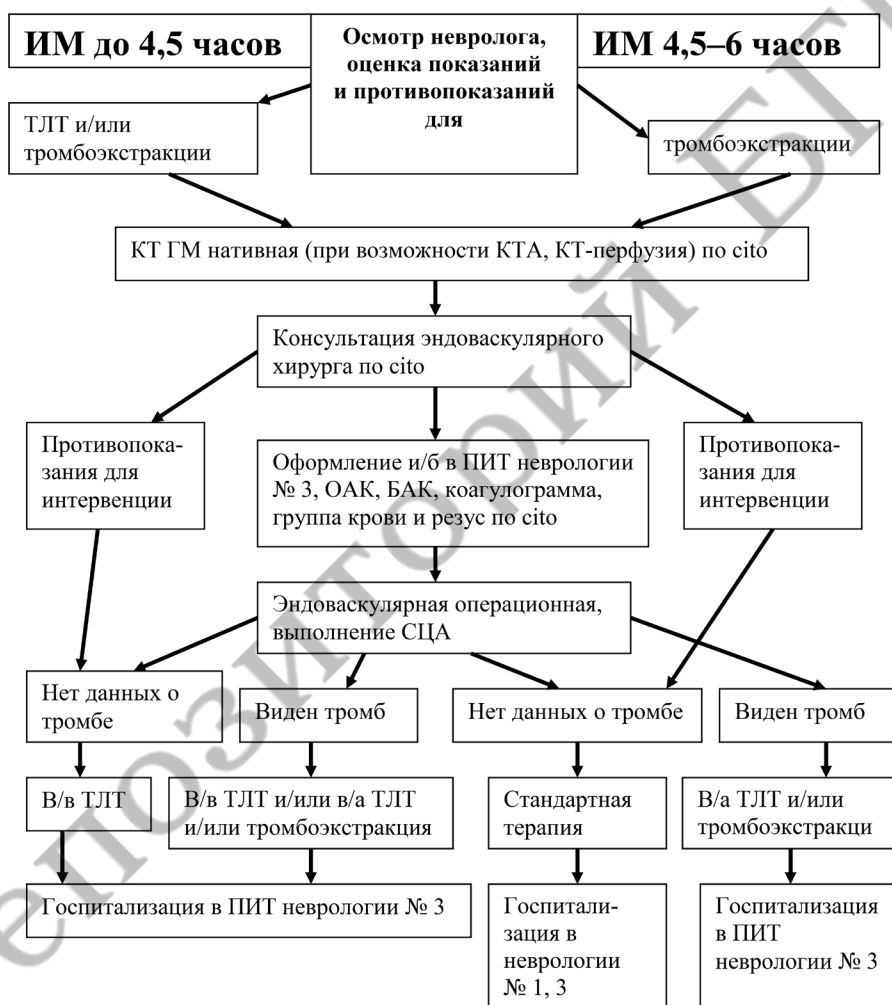 ИМ до 4,5 часов
Осмотр невролога,
оценка показаний
и противопоказаний
для
ИМ 4,5–6 часов
ТЛТ и/или
тромбоэкстракции
тромбоэкстракции
КТ ГМ нативная (при возможности КТА, КТ-перфузия) по cito
Консультация эндоваскулярного
хирурга по cito
Противопока-
зания для
интервенции
Оформление и/б в ПИТ неврологии
№ 3, ОАК, БАК, коагулограмма,
группа крови и резус по cito
Противопока-
зания для
интервенции
Эндоваскулярная операционная,
выполнение СЦА
Нет данных о
тромбе
Виден тромб
Нет данных о тромбе
Виден тромб
В/в ТЛТ
В/в ТЛТ и/или в/а ТЛТ
и/или тромбоэкстракция
Стандартная
терапия
В/а ТЛТ и/или
тромбоэкстракци
Госпитализация в ПИТ неврологии № 3
Госпитали-
зация в
неврологии
№ 1, 3
Госпитализация
в ПИТ
неврологии № 3
епозиторий БГ